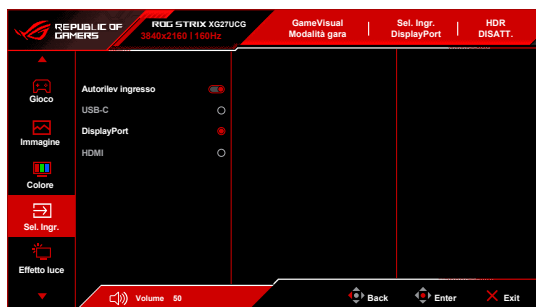 REPUBLIC OF
GAMERS
ROG STRIX XG27UCG
3840x2160 | 160Hz
GameVisual
Modalità gara
Sel. Ingr.
DisplayPort
HDR
DISATT.
Gioco
Immagine
Colore
Sel. Ingr.
Effetto luce
Autorilev ingresso
USB-C
DisplayPort
HDMI
Volume 50
Back
Enter
Exit